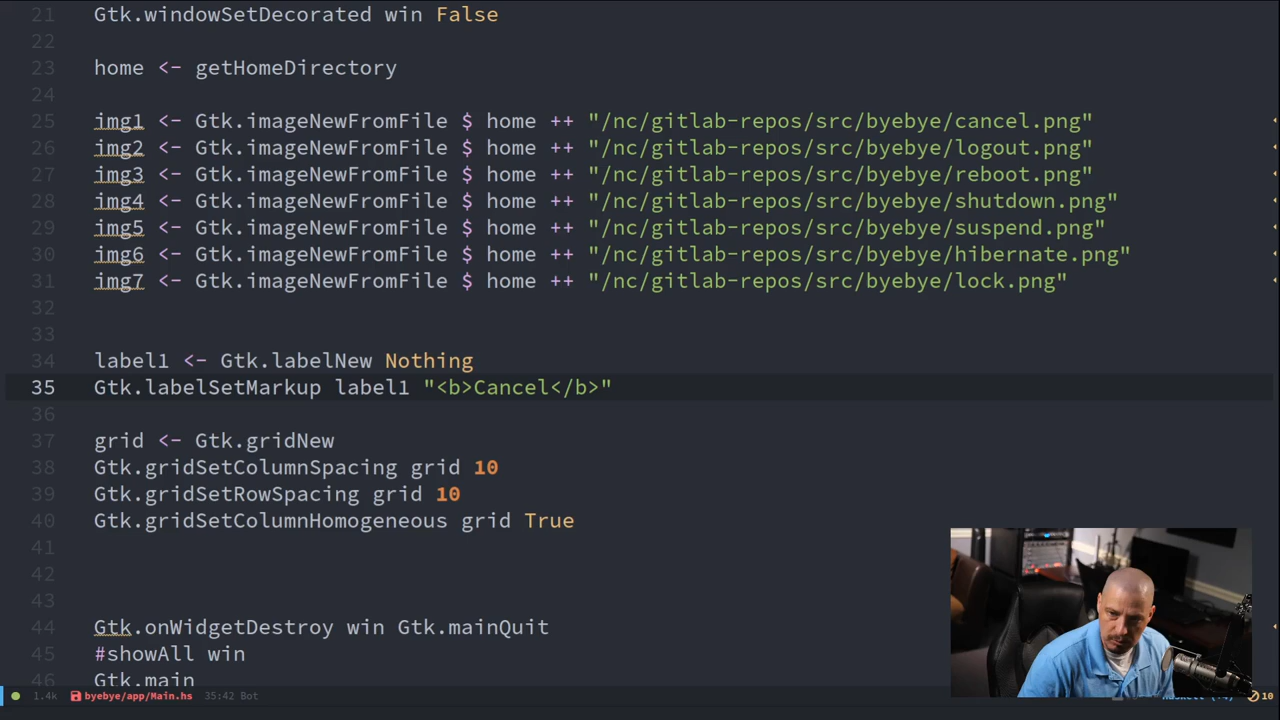 21 Gtk.windowSetDecorated win False
22
23 home <- getHomeDirectory
24
25 img1 <- Gtk.imageNewFromFile $ home ++ "/nc/gitlab-repos/src/byebye/cancel.png"
26 img2 <- Gtk.imageNewFromFile $ home ++ "/nc/gitlab-repos/src/byebye/logout.png"
27 img3 <- Gtk.imageNewFromFile $ home ++ "/nc/gitlab-repos/src/byebye/reboot.png"
28 img4 <- Gtk.imageNewFromFile $ home ++ "/nc/gitlab-repos/src/byebye/shutdown.png"
29 img5 <- Gtk.imageNewFromFile $ home ++ "/nc/gitlab-repos/src/byebye/suspend.png"
30 img6 <- Gtk.imageNewFromFile $ home ++ "/nc/gitlab-repos/src/byebye/hibernate.png"
31 img7 <- Gtk.imageNewFromFile $ home ++ "/nc/gitlab-repos/src/byebye/lock.png"
32
33
34 label1 <- Gtk.labelNew Nothing
35 Gtk.labelSetMarkup label1 "<b>Cancel</b>"
36
37 grid <- Gtk.gridNew
38 Gtk.gridSetColumnSpacing grid 10
39 Gtk.gridSetRowSpacing grid 10
40 Gtk.gridSetColumnHomogeneous grid True
41
42
43
44 Gtk.onWidgetDestroy win Gtk.mainQuit
45 #showAll win
46 Gtk.main
1.4k byebye/app/Main.hs 35:42 Bot 10